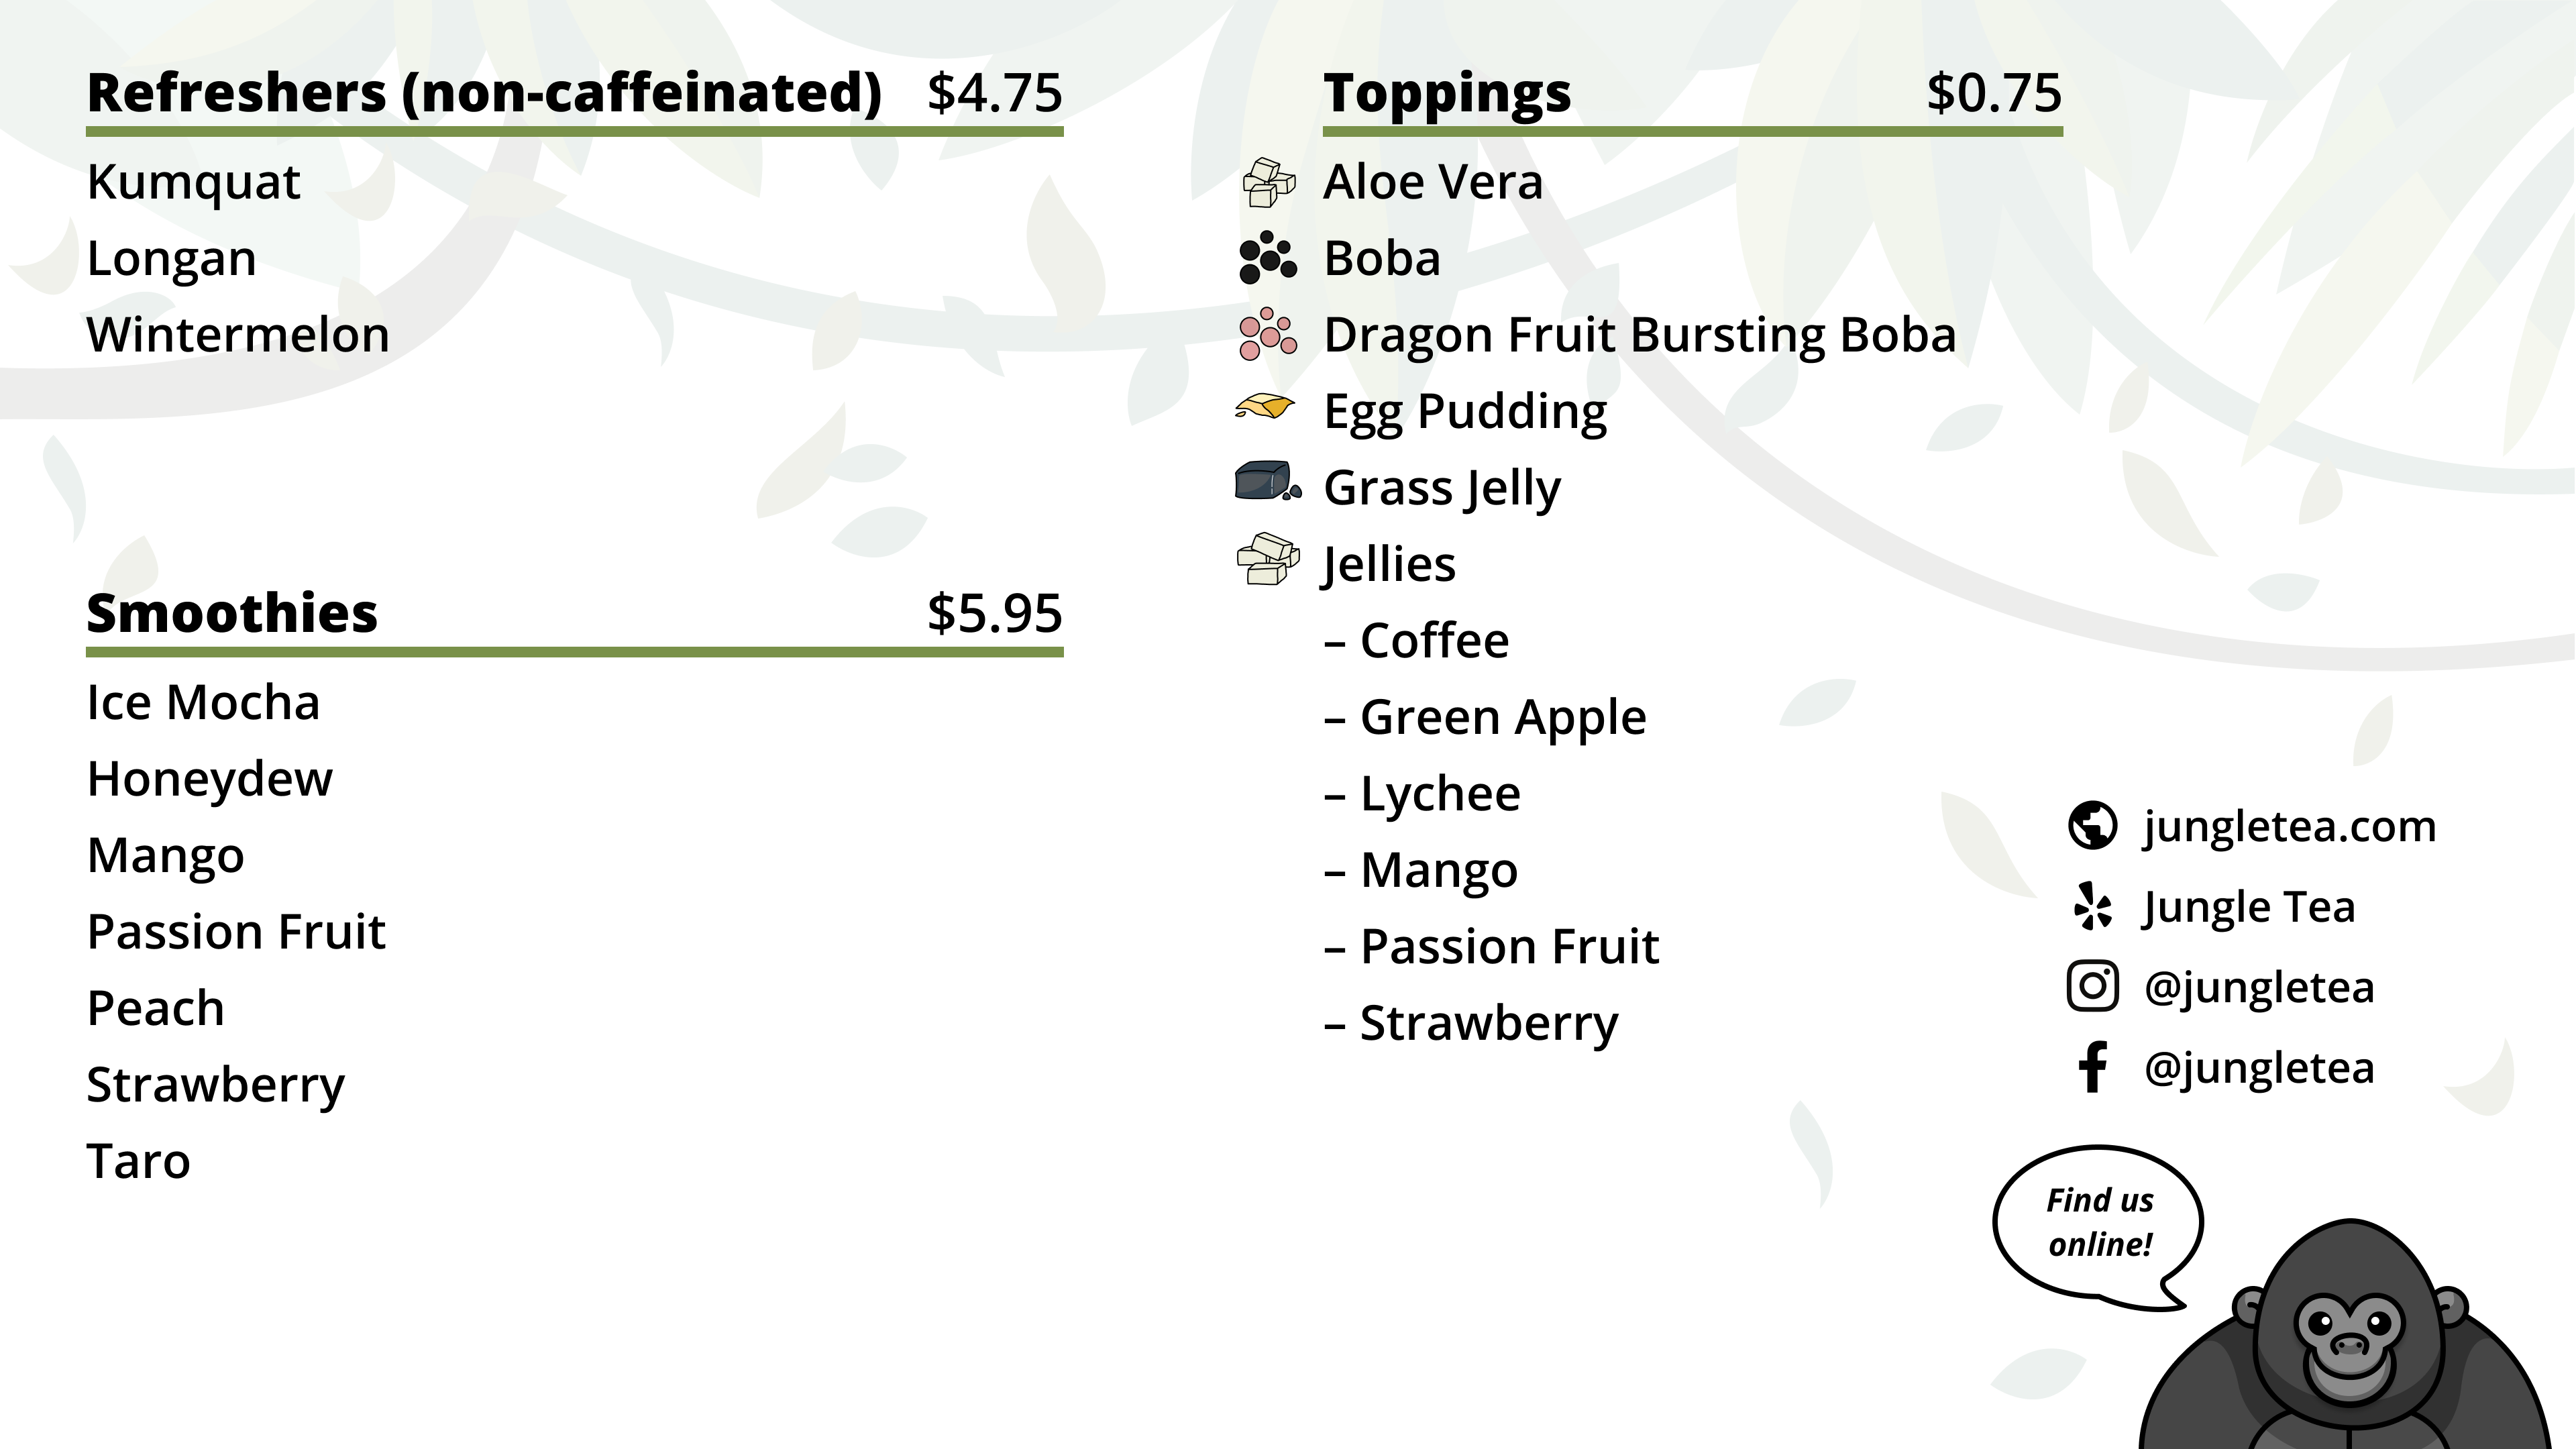 Refreshers (non-caffeinated) $4.75
Kumquat
Longan
Wintermelon
Smoothies $5.95
Ice Mocha
Honeydew
Mango
Passion Fruit
Peach
Strawberry
Taro
Toppings $0.75
Aloe Vera
Boba
Dragon Fruit Bursting Boba
Egg Pudding
Grass Jelly
Jellies
– Coffee
– Green Apple
– Lychee
– Mango
– Passion Fruit
– Strawberry
jungletea.com
Jungle Tea
@jungletea
@jungletea
Find us
online!